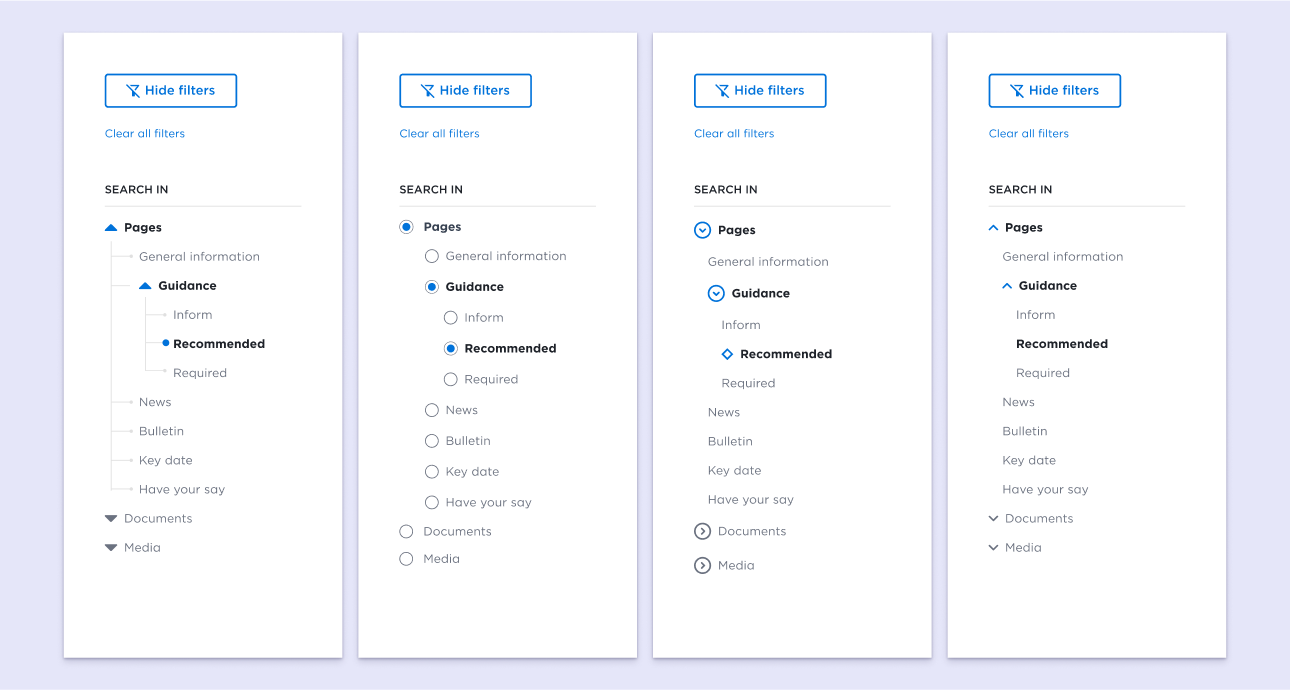 Hide filters
Clear all filters
SEARCH IN
Pages
General information
Guidance
Inform
Recommended
Required
News
Bulletin
Key date
Have your say
Documents
Media
Hide filters
Clear all filters
SEARCH IN
Pages
General information
Guidance
Inform
Recommended
Required
News
Bulletin
Key date
Have your say
Documents
Media
Hide filters
Clear all filters
SEARCH IN
Pages
General information
Guidance
Inform
Recommended
Required
News
Bulletin
Key date
Have your say
Documents
Media
Hide filters
Clear all filters
SEARCH IN
Pages
General information
Guidance
Inform
Recommended
Required
News
Bulletin
Key date
Have your say
Documents
Media